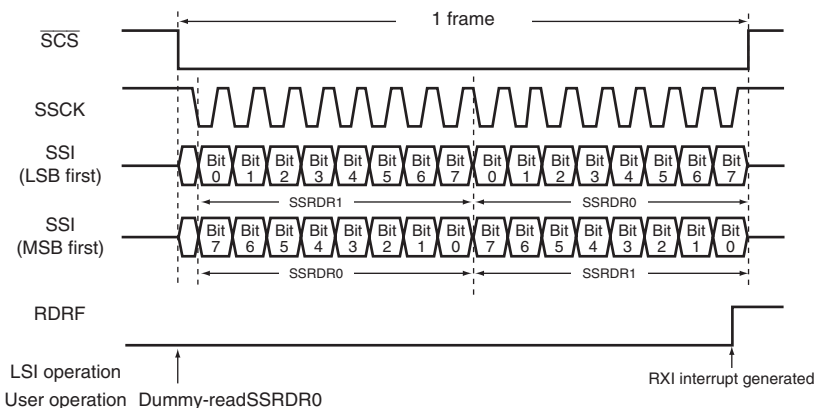 1 frame
SCS
SSCK
SSI
(LSB first)
Bit 0 Bit 1 Bit 2 Bit 3 Bit 4 Bit 5 Bit 6 Bit 7 Bit 0 Bit 1 Bit 2 Bit 3 Bit 4 Bit 5 Bit 6 Bit 7
SSRDR1 SSRDR0
SSI
(MSB first)
Bit 7 Bit 6 Bit 5 Bit 4 Bit 3 Bit 2 Bit 1 Bit 0 Bit 7 Bit 6 Bit 5 Bit 4 Bit 3 Bit 2 Bit 1 Bit 0
SSRDR0 SSRDR1
RDRF
LSI operation
RXI interrupt generated
User operation Dummy-readSSRDR0